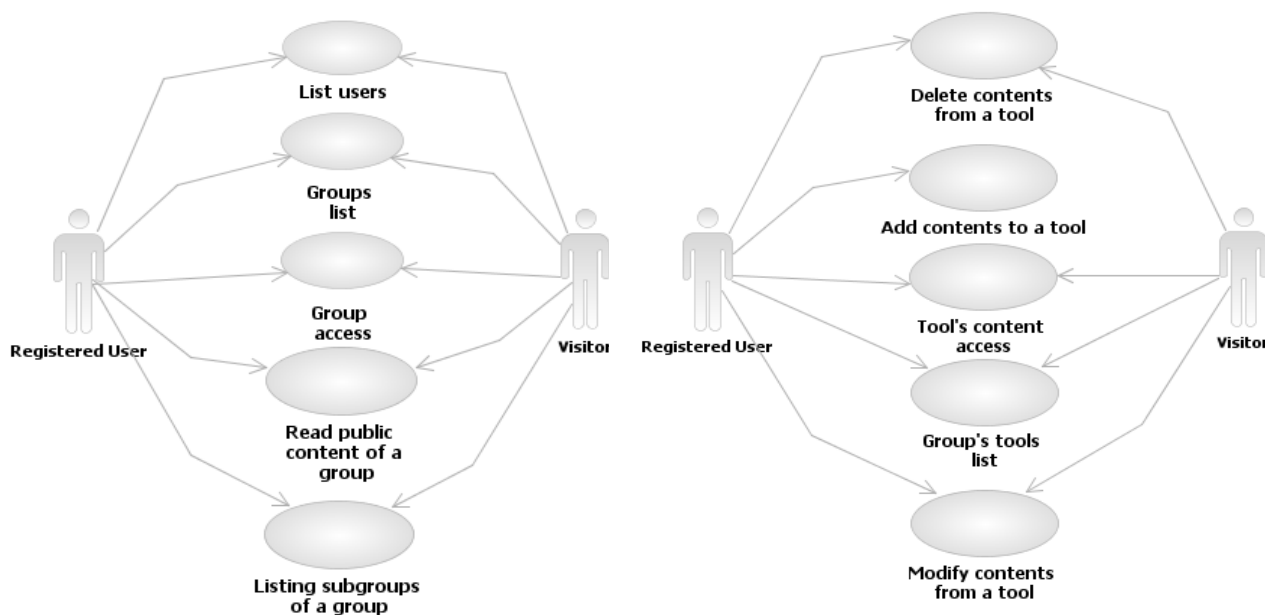 List users
Groups
list
Group
access
Registered User
Visitor
Read public
content of a
group
Listing subgroups
of a group
Delete contents
from a tool
Add contents to a tool
Tool's content
access
Registered User
Visitor
Group's tools
list
Modify contents
from a tool